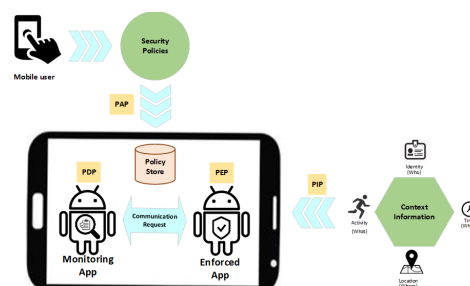 Security
Policies
Mobile user
PAP
Policy
Store
PDP
PEP
PIP
Identity
(Who)
Context
Information
Activity
(What)
Communication
Request
Monitoring
App
Enforced
App
Location